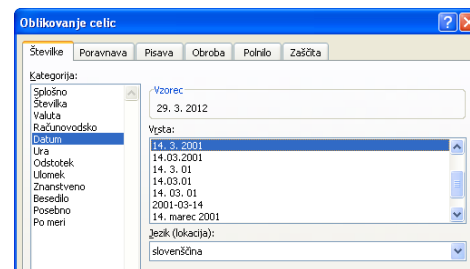 Oblikovanje celic
Številke Poravnava Pisava Obroba Polnilo Zaščita
Kategorija:
Splošno
Številka
Valuta
Računovodsko
Datum
Ura
Odstotek
Ulomek
Znanstveno
Besedilo
Posebno
Po meri
Vzorec
29. 3. 2012
Vrsta:
14. 3. 2001
14.03.2001
14. 3. 01
14.03.01
14. 03. 01
2001-03-14
14. marec 2001
Jezik (lokacija):
slovenščina